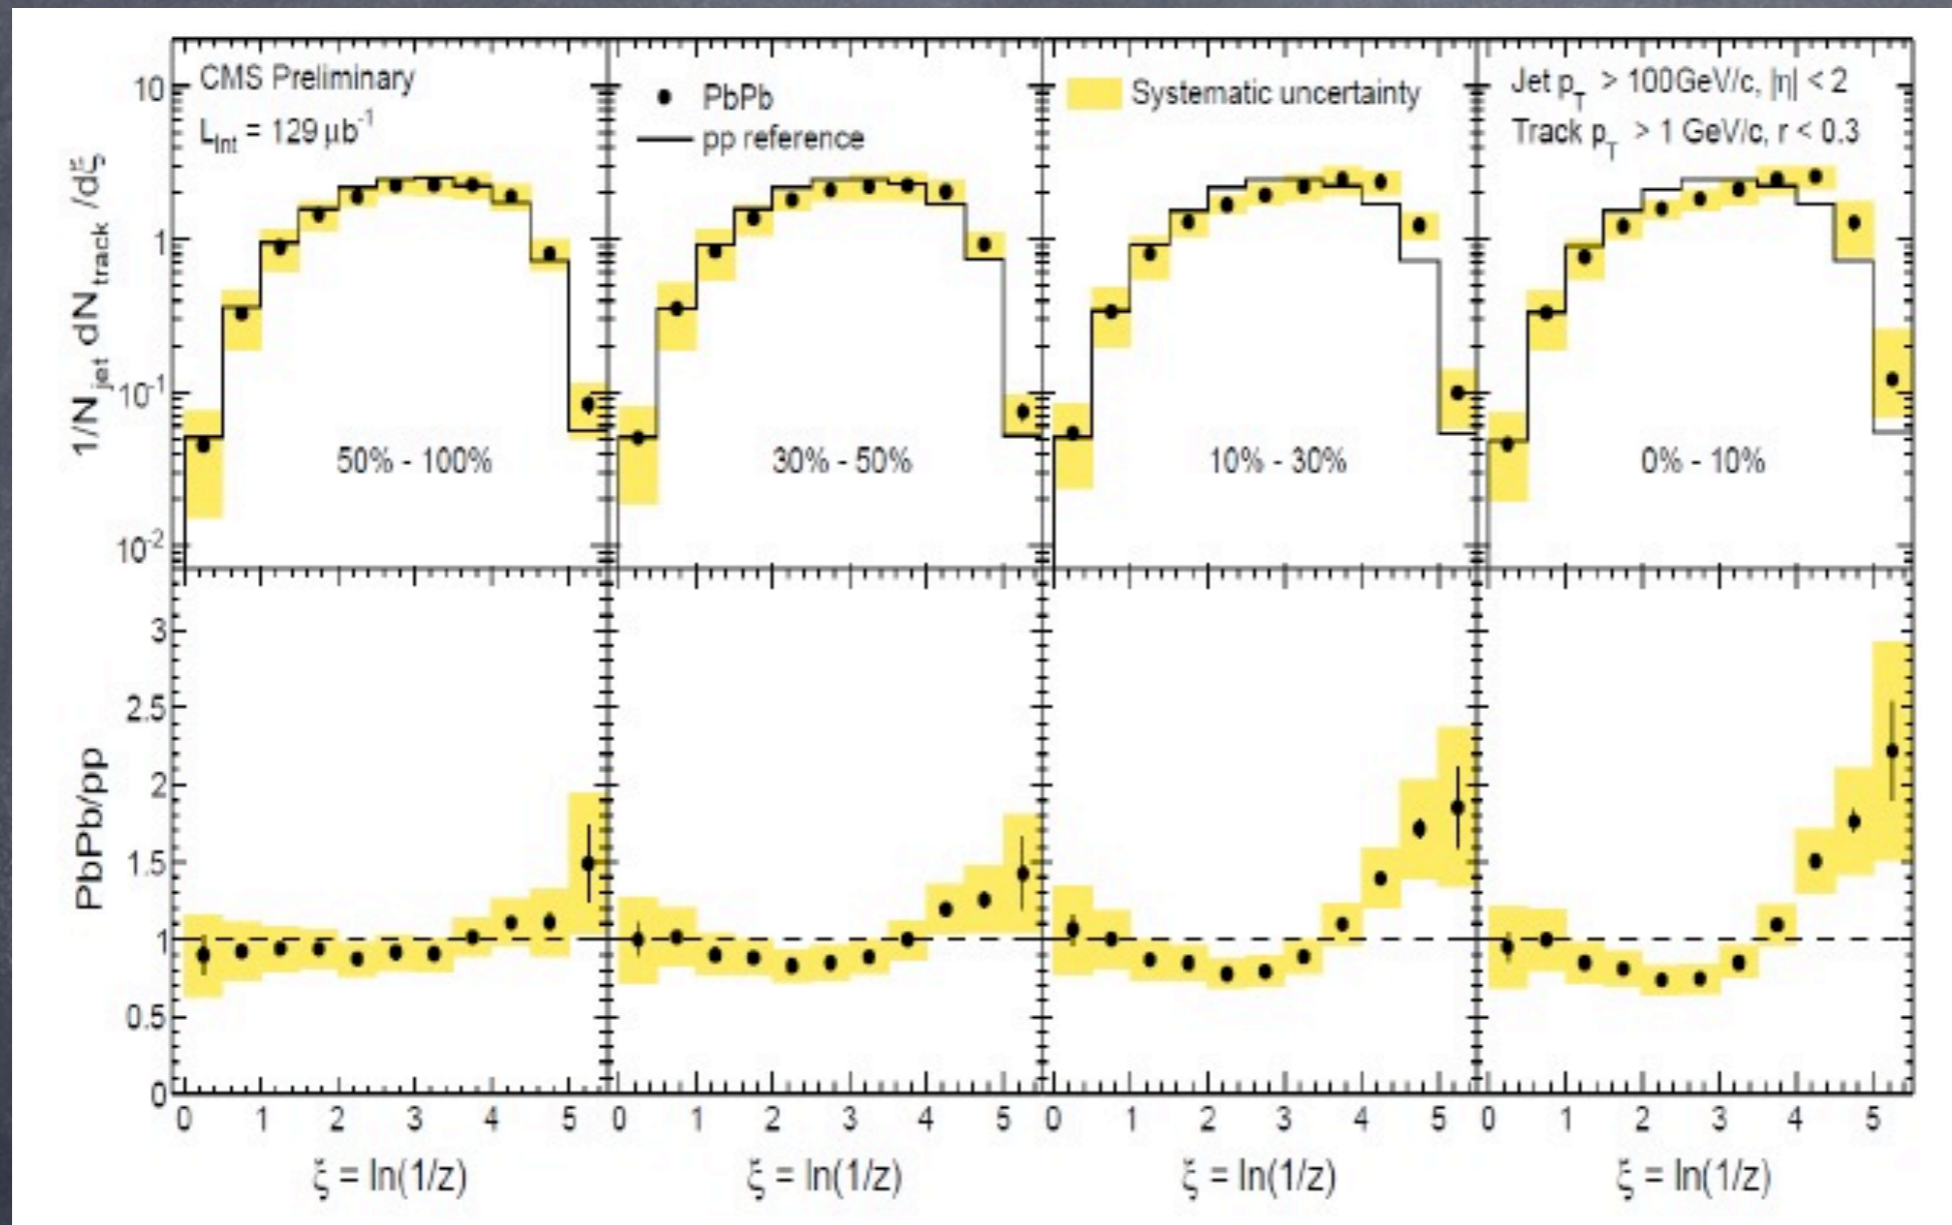 CMS Preliminary
L_Int = 129 μb^-1
PbPb
pp reference
Systematic uncertainty
Jet p_T > 100GeV/c, |η| < 2
Track p_T > 1 GeV/c, r < 0.3
1/N_jet dN_track /dξ
10
1
10^-1
10^-2
50% - 100%
30% - 50%
10% - 30%
0% - 10%
PbPb/pp
3
2.5
2
1.5
1
0.5
0
0 1 2 3 4 5 0 1 2 3 4 5 0 1 2 3 4 5 0 1 2 3 4 5
ξ = ln(1/z) ξ = ln(1/z) ξ = ln(1/z) ξ = ln(1/z)